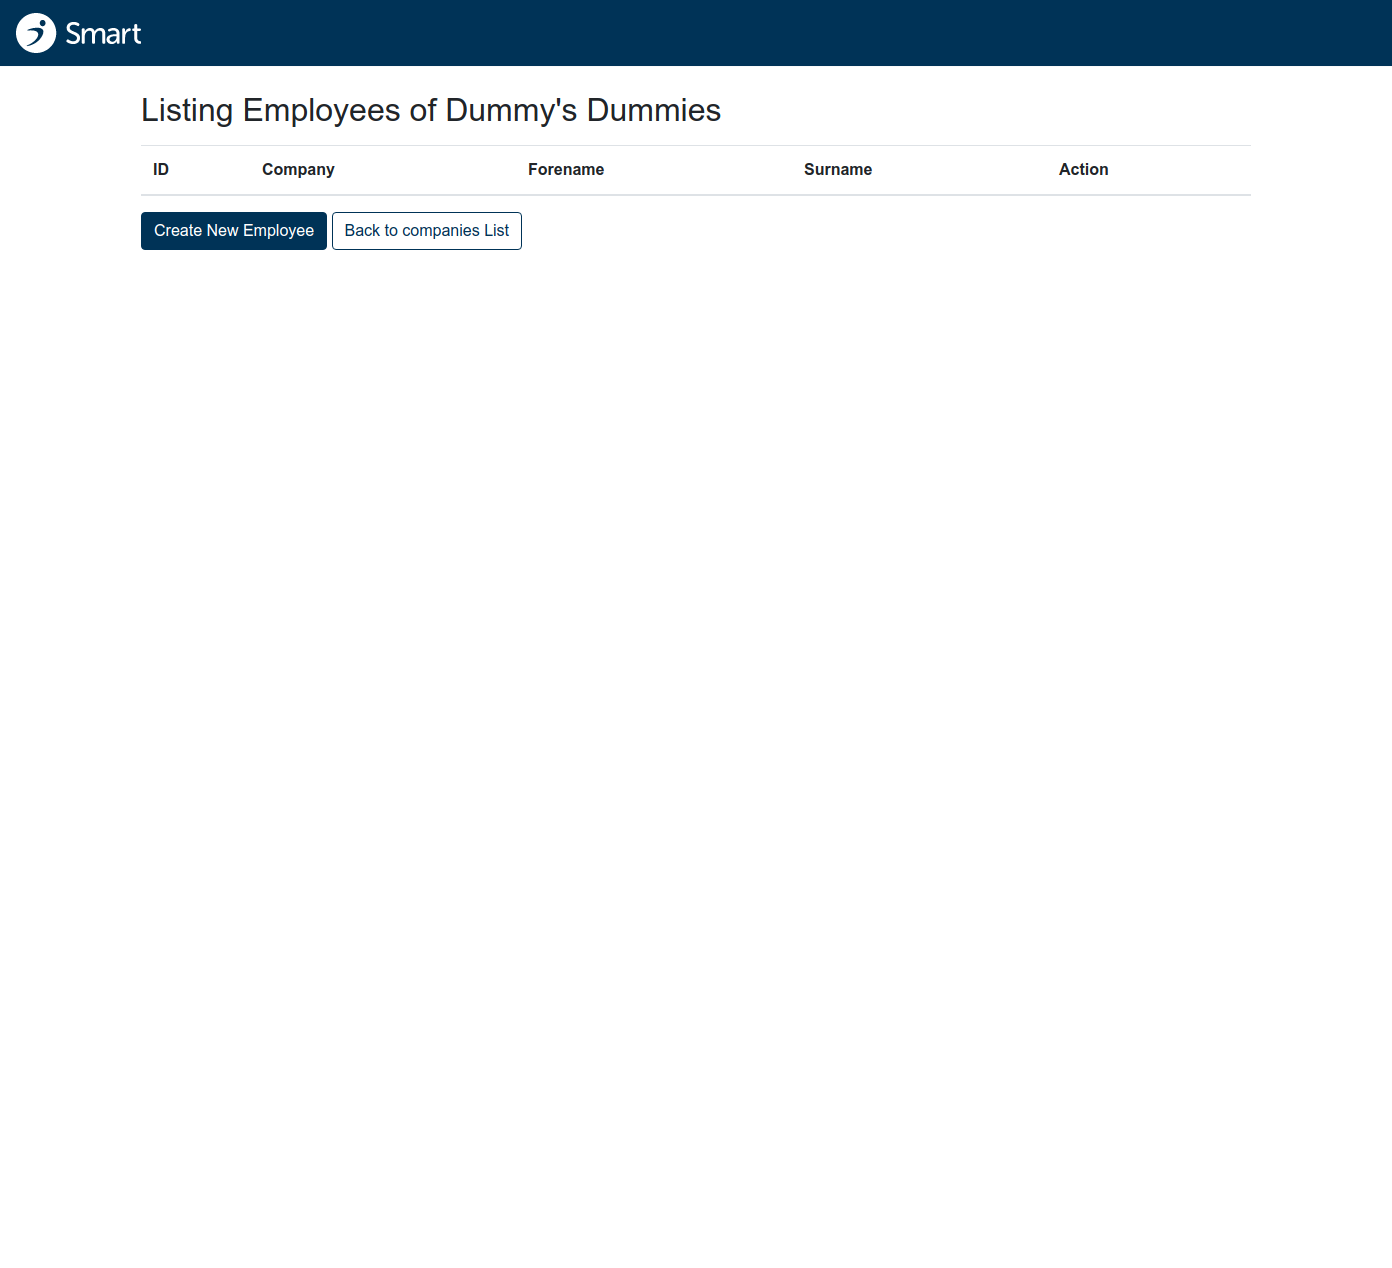 Smart
Listing Employees of Dummy's Dummies
ID Company Forename Surname Action
Create New Employee Back to companies List